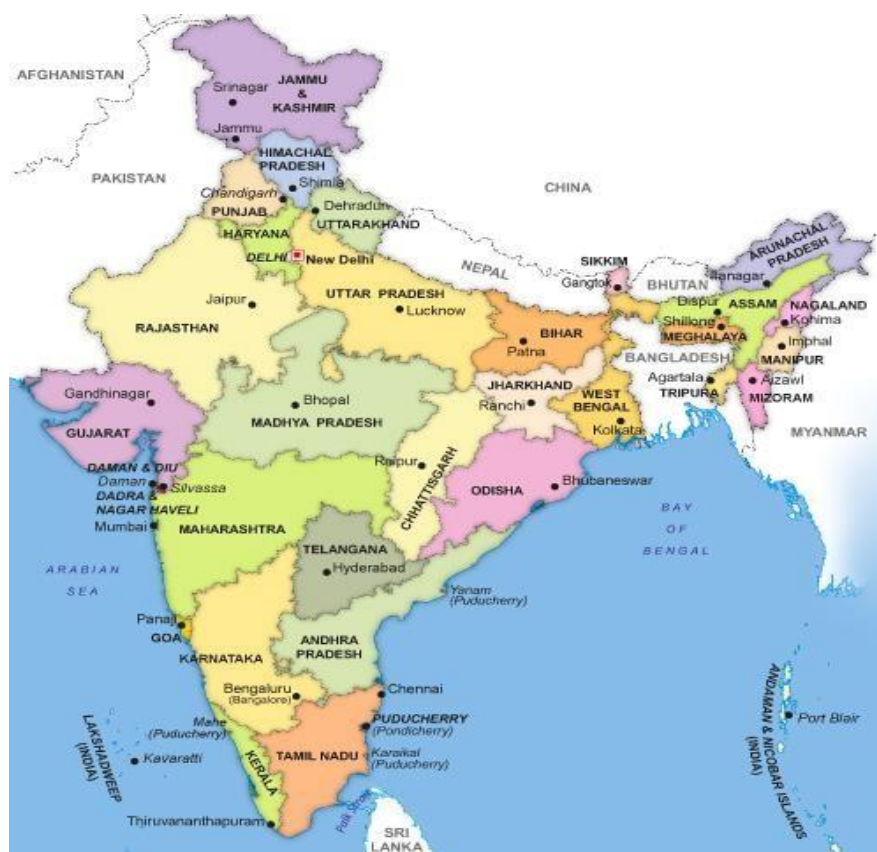 AFGHANISTAN
JAMMU
&
KASHMIR
Srinagar
Jammu
HIMACHAL
PRADESH
Shimla
PAKISTAN
Chandigarh
PUNJAB
Dehradun
UTTARAKHAND
CHINA
HARYANA
DELHI
New Delhi
NEPAL
SIKKIM
Gangtok
BHUTAN
ARUNACHAL
PRADESH
Itanagar
Dispur
ASSAM
NAGALAND
Kohima
Shillong
MEGHALAYA
Imphal
MANIPUR
BANGLADESH
Agartala
TRIPURA
Aizawl
MIZORAM
MYANMAR
Jaipur
RAJASTHAN
UTTAR PRADESH
Lucknow
BIHAR
Patna
JHARKHAND
Ranchi
WEST
BENGAL
Kolkata
Gandhinagar
GUJARAT
Bhopal
MADHYA PRADESH
Raipur
CHHATTISGARH
ODISHA
Bhubaneswar
DAMAN & DIU
Daman
Silvassa
DADRA &
NAGAR HAVELI
Mumbai
MAHARASHTRA
TELANGANA
Hyderabad
BAY
OF
BENGAL
ARABIAN
SEA
Yanam
(Puducherry)
Panaji
GOA
KARNATAKA
ANDHRA
PRADESH
Bengaluru
(Bangalore)
Chennai
Mahe
(Puducherry)
PUDUCHERRY
(Pondicherry)
LAKSHADWEEP
(INDIA)
Kavaratti
KERALA
TAMIL NADU
Karaikal
(Puducherry)
Thiruvananthapuram
Palk Strait
SRI
LANKA
ANDAMAN & NICOBAR ISLANDS
(INDIA)
Port Blair